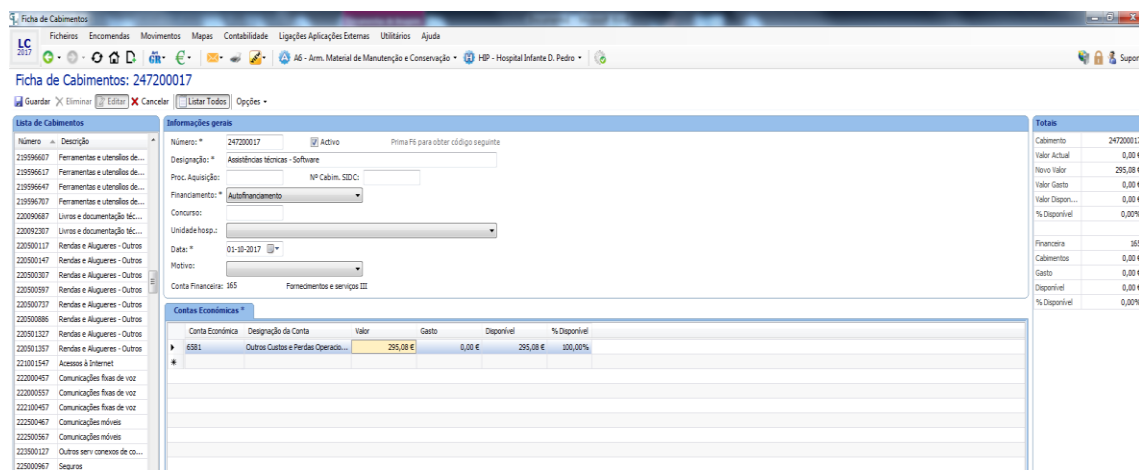 Ficha de Cabimentos
LC 2017
Ficheiros Encomendas Movimentos Mapas Contabilidade Ligações Aplicações Externas Utilitários Ajuda
GR A6 - Arm. Material de Manutenção e Conservação HIP - Hospital Infante D. Pedro Supor
Ficha de Cabimentos: 247200017
Guardar Eliminar Editar Cancelar Listar Todos Opções
Lista de Cabimentos
Número Descrição
219596607 Ferramentas e utensílios de...
219596617 Ferramentas e utensílios de...
219596647 Ferramentas e utensílios de...
219596707 Ferramentas e utensílios de...
220090687 Livros e documentação téc...
220092307 Livros e documentação téc...
220500117 Rendas e Alugueres - Outros
220500147 Rendas e Alugueres - Outros
220500307 Rendas e Alugueres - Outros
220500597 Rendas e Alugueres - Outros
220500737 Rendas e Alugueres - Outros
220500886 Rendas e Alugueres - Outros
220501327 Rendas e Alugueres - Outros
220501357 Rendas e Alugueres - Outros
221001547 Acessos à Internet
222000457 Comunicações fixas de voz
222000557 Comunicações fixas de voz
222100457 Comunicações fixas de voz
222500467 Comunicações móveis
222500567 Comunicações móveis
223500127 Outros serv conexos de co...
225000967 Seguros
Informações gerais
Número: * 247200017 Activo Prima F6 para obter código seguinte
Designação: * Assistências técnicas - Software
Proc. Aquisição: Nº Cabim. SIDC:
Financiamento: * Autofinanciamento
Concurso:
Unidade hosp.:
Data: * 01-10-2017
Motivo:
Conta Financeira: 165 Fornecimentos e serviços III
Contas Económicas *
Conta Económica Designação da Conta Valor Gasto Disponível % Disponível
6581 Outros Custos e Perdas Operacio... 295,08 € 0,00 € 295,08 € 100,00%
Totais
Cabimento 247200017
Valor Actual 0,00 €
Novo Valor 295,08 €
Valor Gasto 0,00 €
Valor Dispon... 0,00 €
% Disponível 0,00%
Financeira 165
Cabimentos 0,00 €
Gasto 0,00 €
Disponível 0,00 €
% Disponível 0,00%